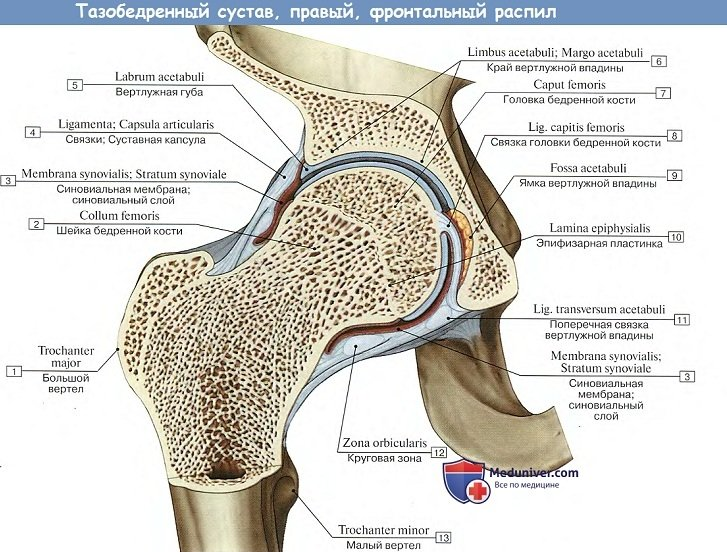 Тазобедренный сустав, правый, фронтальный распил
Labrum acetabuli
Вертлужная губа
5
Ligamenta; Capsula articularis
Связки; Суставная капсула
4
Membrana synovialis; Stratum synoviale
Синовиальная мембрана;
синовиальный слой
3
Collum femoris
Шейка бедренной кости
2
Trochanter
major
Большой
вертел
1
Limbus acetabuli; Margo acetabuli
Край вертлужной впадины
6
Caput femoris
Головка бедренной кости
7
Lig. capitis femoris
Связка головки бедренной кости
8
Fossa acetabuli
Ямка вертлужной впадины
9
Lamina epiphysialis
Эпифизарная пластинка
10
Lig. transversum acetabuli
Поперечная связка
вертлужной впадины
11
Membrana synovialis;
Stratum synoviale
Синовиальная
мембрана;
синовиальный
слой
3
Zona orbicularis
Круговая зона
12
Meduniver.com
Все по медицине
Trochanter minor
Малый вертел
13